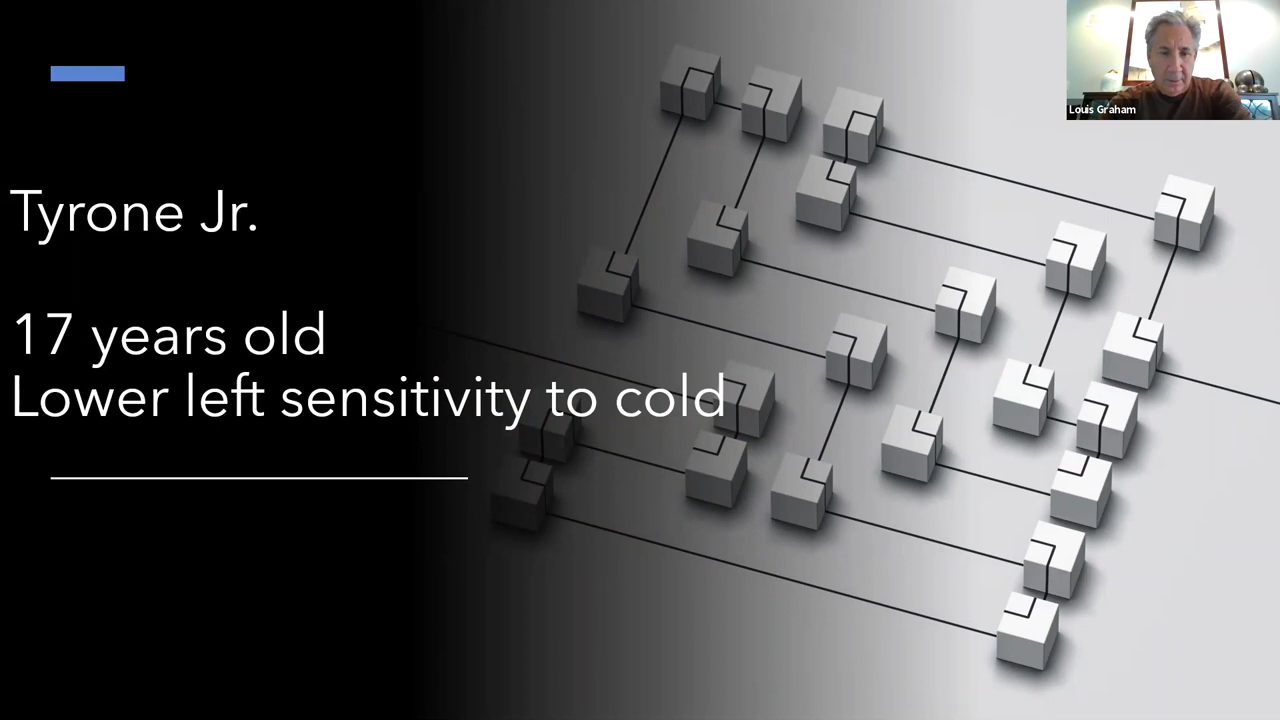 Louis Graham
Tyrone Jr.
17 years old
Lower left sensitivity to cold